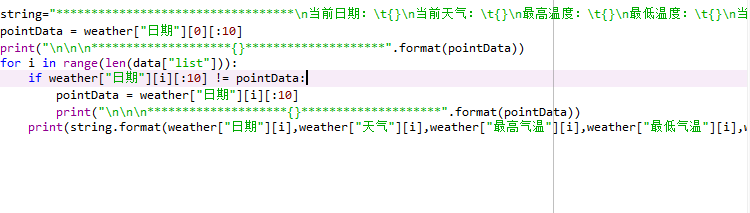 string="**********************************\n当前日期：\t{}\n当前天气：\t{}\n最高温度：\t{}\n最低温度：\t{}\n当
pointData = weather["日期"][0][:10]
print("\n\n\n********************{}********************".format(pointData))
for i in range(len(data["list"])):
    if weather["日期"][i][:10] != pointData:
        pointData = weather["日期"][i][:10]
        print("\n\n\n********************{}********************".format(pointData))
    print(string.format(weather["日期"][i],weather["天气"][i],weather["最高气温"][i],weather["最低气温"][i],w